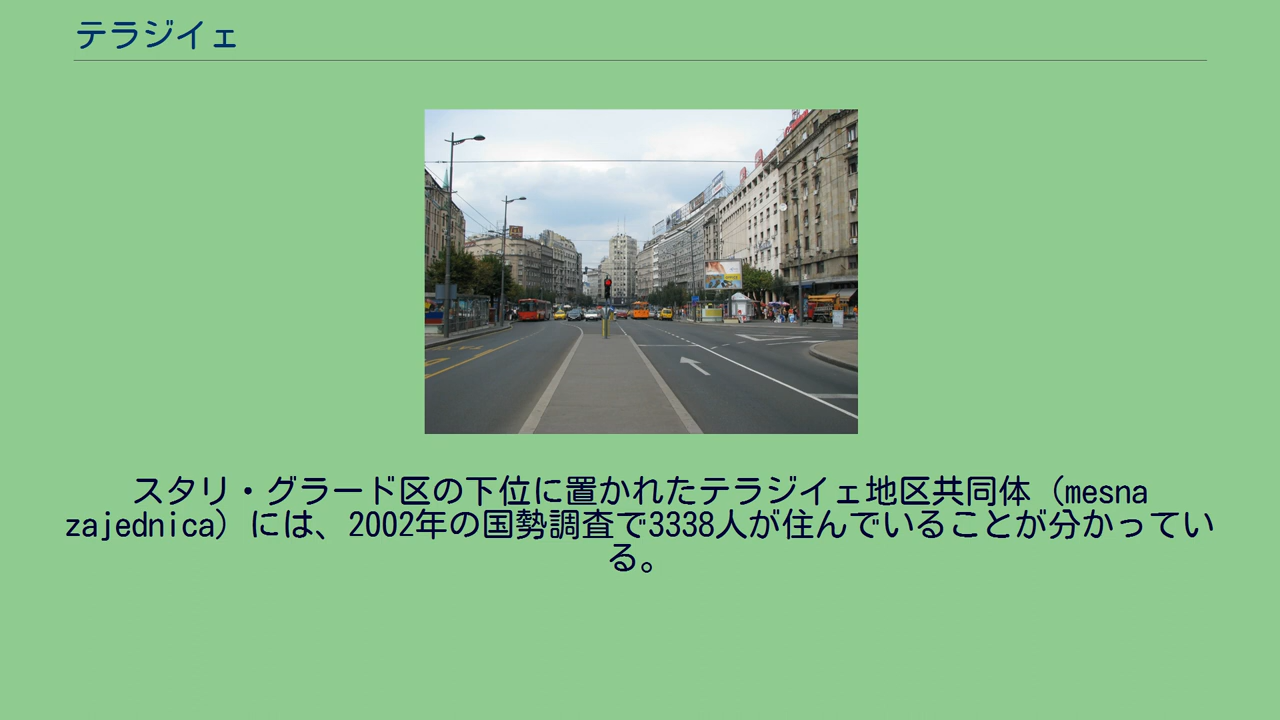 テラジイェ
スタリ・グラード区の下位に置かれたテラジイェ地区共同体（mesna
zajednica）には、2002年の国勢調査で3338人が住んでいることが分かってい
る。